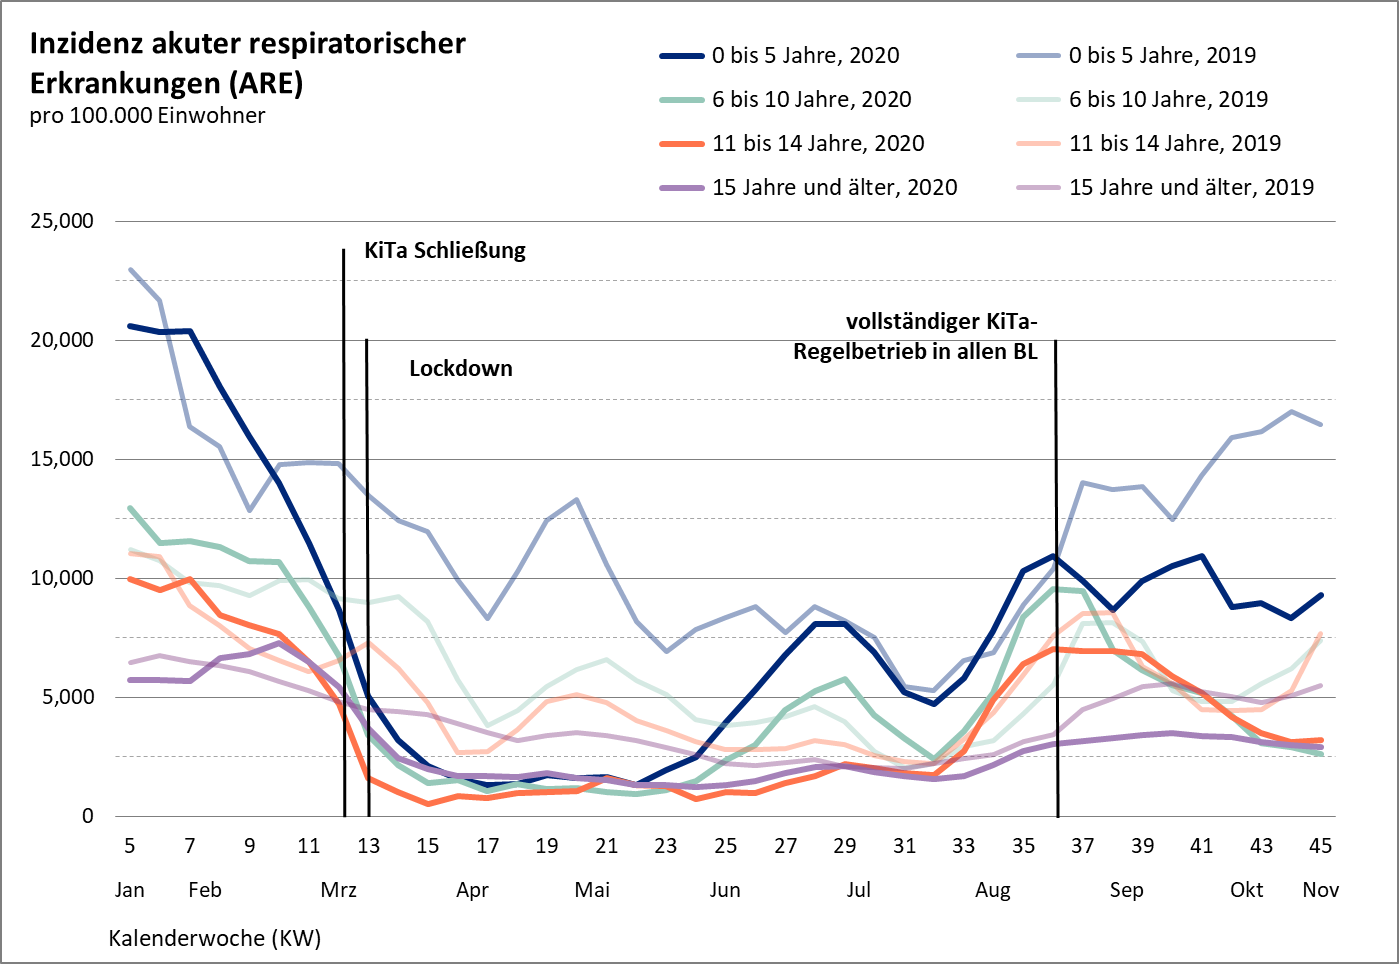 Inzidenz akuter respiratorischer
Erkrankungen (ARE)
pro 100.000 Einwohner
0 bis 5 Jahre, 2020
0 bis 5 Jahre, 2019
6 bis 10 Jahre, 2020
6 bis 10 Jahre, 2019
11 bis 14 Jahre, 2020
11 bis 14 Jahre, 2019
15 Jahre und älter, 2020
15 Jahre und älter, 2019
25,000
KiTa Schließung
vollständiger KiTa-
Regelbetrieb in allen BL
20,000
Lockdown
15,000
10,000
5,000
0
5 7 9 11 13 15 17 19 21 23 25 27 29 31 33 35 37 39 41 43 45
Jan Feb Mrz Apr Mai Jun Jul Aug Sep Okt Nov
Kalenderwoche (KW)